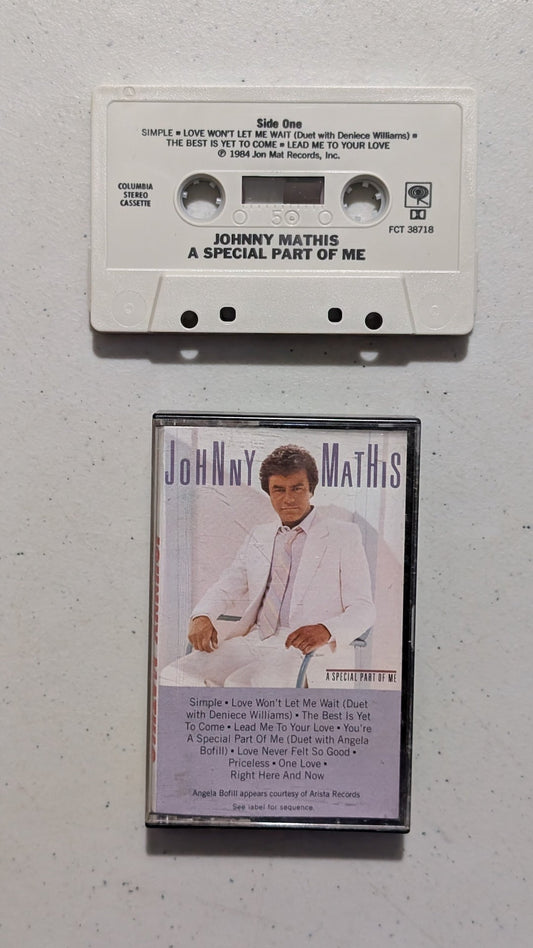 Side One
SIMPLE ▪ LOVE WON'T LET ME WAIT (Duet with Deniece Williams) ▪
THE BEST IS YET TO COME ▪ LEAD ME TO YOUR LOVE
℗ 1984 Jon Mat Records, Inc.
COLUMBIA
STEREO
CASSETTE
50
FCT 38718
JOHNNY MATHIS
A SPECIAL PART OF ME
JOHNNY MATHIS
A SPECIAL PART OF ME
Simple • Love Won't Let Me Wait (Duet
with Deniece Williams) • The Best Is Yet
To Come • Lead Me To Your Love • You're
A Special Part Of Me (Duet with Angela
Bofill) • Love Never Felt So Good •
Priceless • One Love •
Right Here And Now
Angela Bofill appears courtesy of Arista Records
See label for sequence.